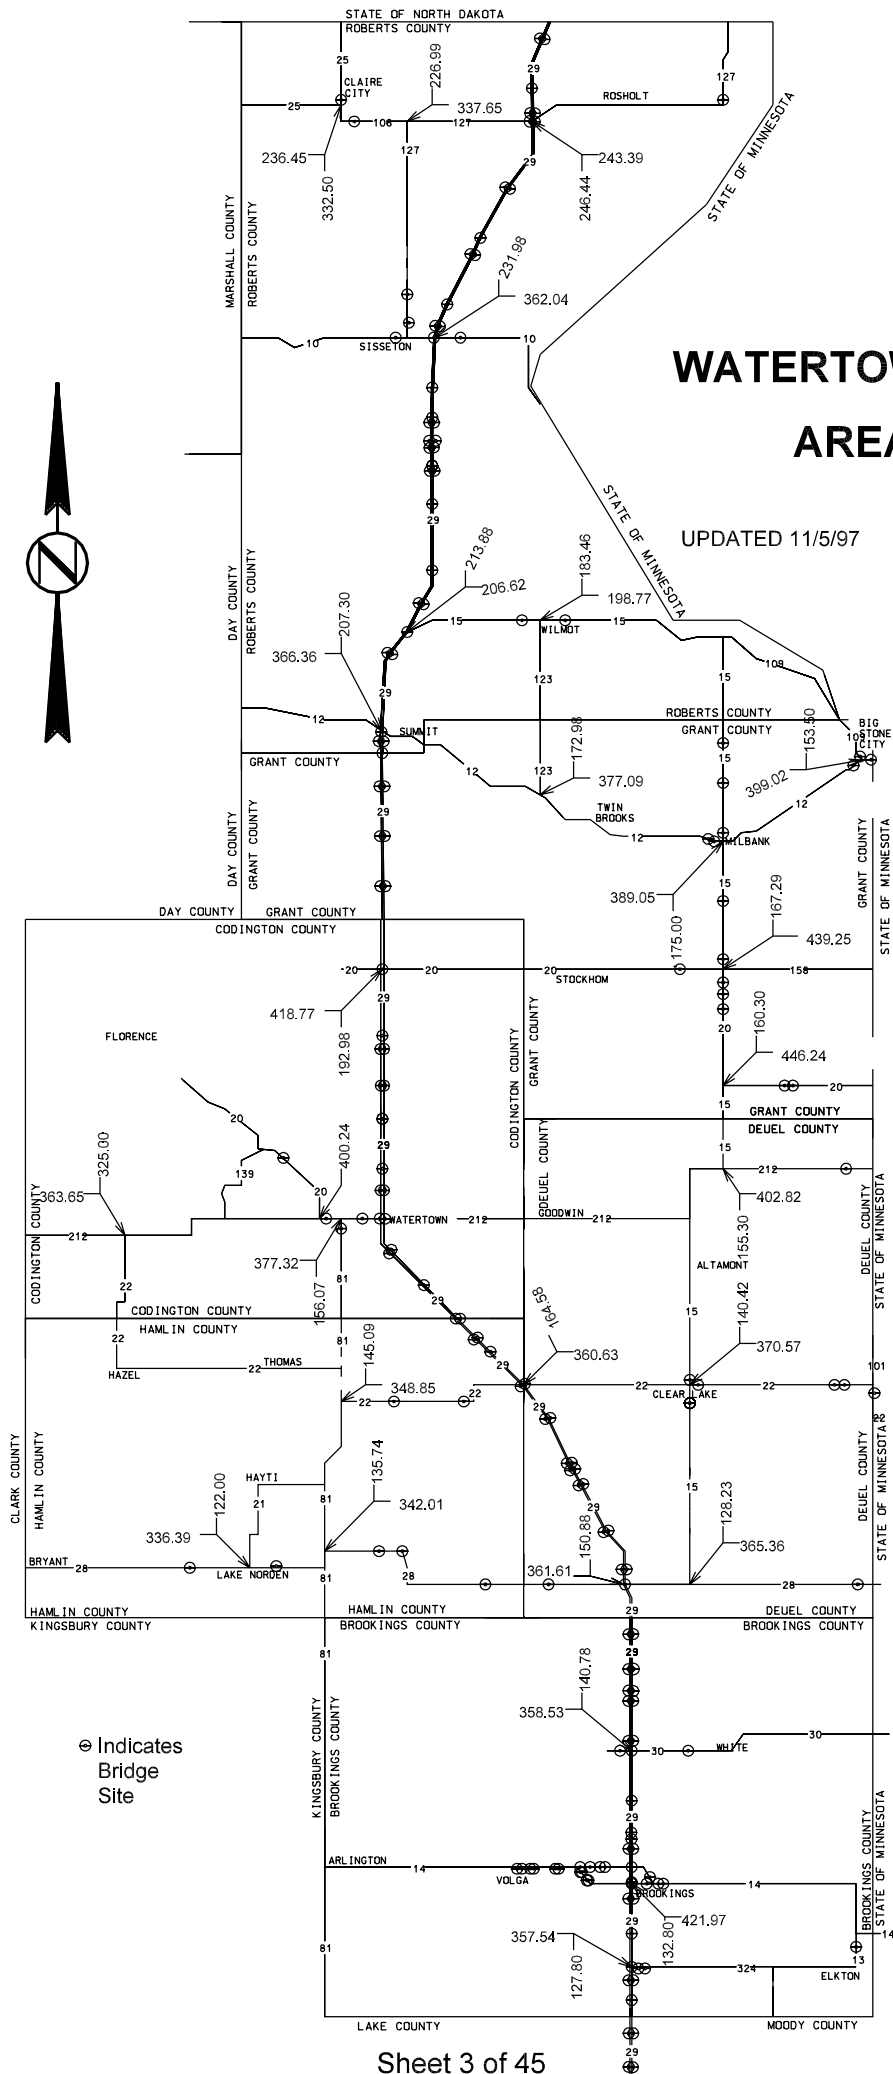 STATE OF NORTH DAKOTA
ROBERTS COUNTY
25
CLAIRE
CITY
226.99
29
127
25
337.65
ROSHOLT
106
127
127
236.45
332.50
29
243.39
246.44
STATE OF MINNESOTA
STATE OF MINNESOTA
MARSHALL COUNTY
ROBERTS COUNTY
231.98
362.04
10
SISSETON
10
WATERTOW
AREA
29
STATE OF MINNESOTA
UPDATED 11/5/97
N
213.88
206.62
183.46
198.77
DAY COUNTY
ROBERTS COUNTY
207.30
366.36
15
WILMOT
15
109
123
15
29
12
SUMMIT
ROBERTS COUNTY
GRANT COUNTY
BIG
STONE
CITY
109
153.50
399.02
GRANT COUNTY
172.98
377.09
12
123
15
TWIN
BROOKS
12
12
MILBANK
29
DAY COUNTY
GRANT COUNTY
389.05
175.00
15
167.29
439.25
GRANT COUNTY
STATE OF MINNESOTA
DAY COUNTY
GRANT COUNTY
CODINGTON COUNTY
20
20
20
STOCKHOM
158
29
418.77
192.98
FLORENCE
CODINGTON COUNTY
GRANT COUNTY
20
160.30
446.24
20
15
GRANT COUNTY
DEUEL COUNTY
20
29
DEUEL COUNTY
15
139
400.24
212
402.82
155.30
325.00
363.65
20
CODINGTON COUNTY
212
WATERTOWN
212
GOODWIN
212
377.32
156.07
81
ALTAMONT
DEUEL COUNTY
STATE OF MINNESOTA
22
29
164.58
15
140.42
370.57
CODINGTON COUNTY
HAMLIN COUNTY
81
145.09
22
HAZEL
22
THOMAS
29
360.63
348.85
22
22
22
CLEAR LAKE
22
101
22
29
CLARK COUNTY
HAMLIN COUNTY
135.74
342.01
HAYTI
81
21
122.00
336.39
15
128.23
365.36
DEUEL COUNTY
STATE OF MINNESOTA
29
150.88
361.61
BRYANT
28
LAKE NORDEN
81
28
28
HAMLIN COUNTY
KINGSBURY COUNTY
HAMLIN COUNTY
BROOKINGS COUNTY
29
DEUEL COUNTY
BROOKINGS COUNTY
81
29
140.78
358.53
KINGSBURY COUNTY
BROOKINGS COUNTY
30
30
WHITE
Indicates
Bridge
Site
29
BROOKINGS COUNTY
STATE OF MINNESOTA
ARLINGTON
14
VOLGA
BROOKINGS
14
421.97
132.80
29
357.54
127.80
81
14
13
324
ELKTON
LAKE COUNTY
MOODY COUNTY
29
Sheet 3 of 45